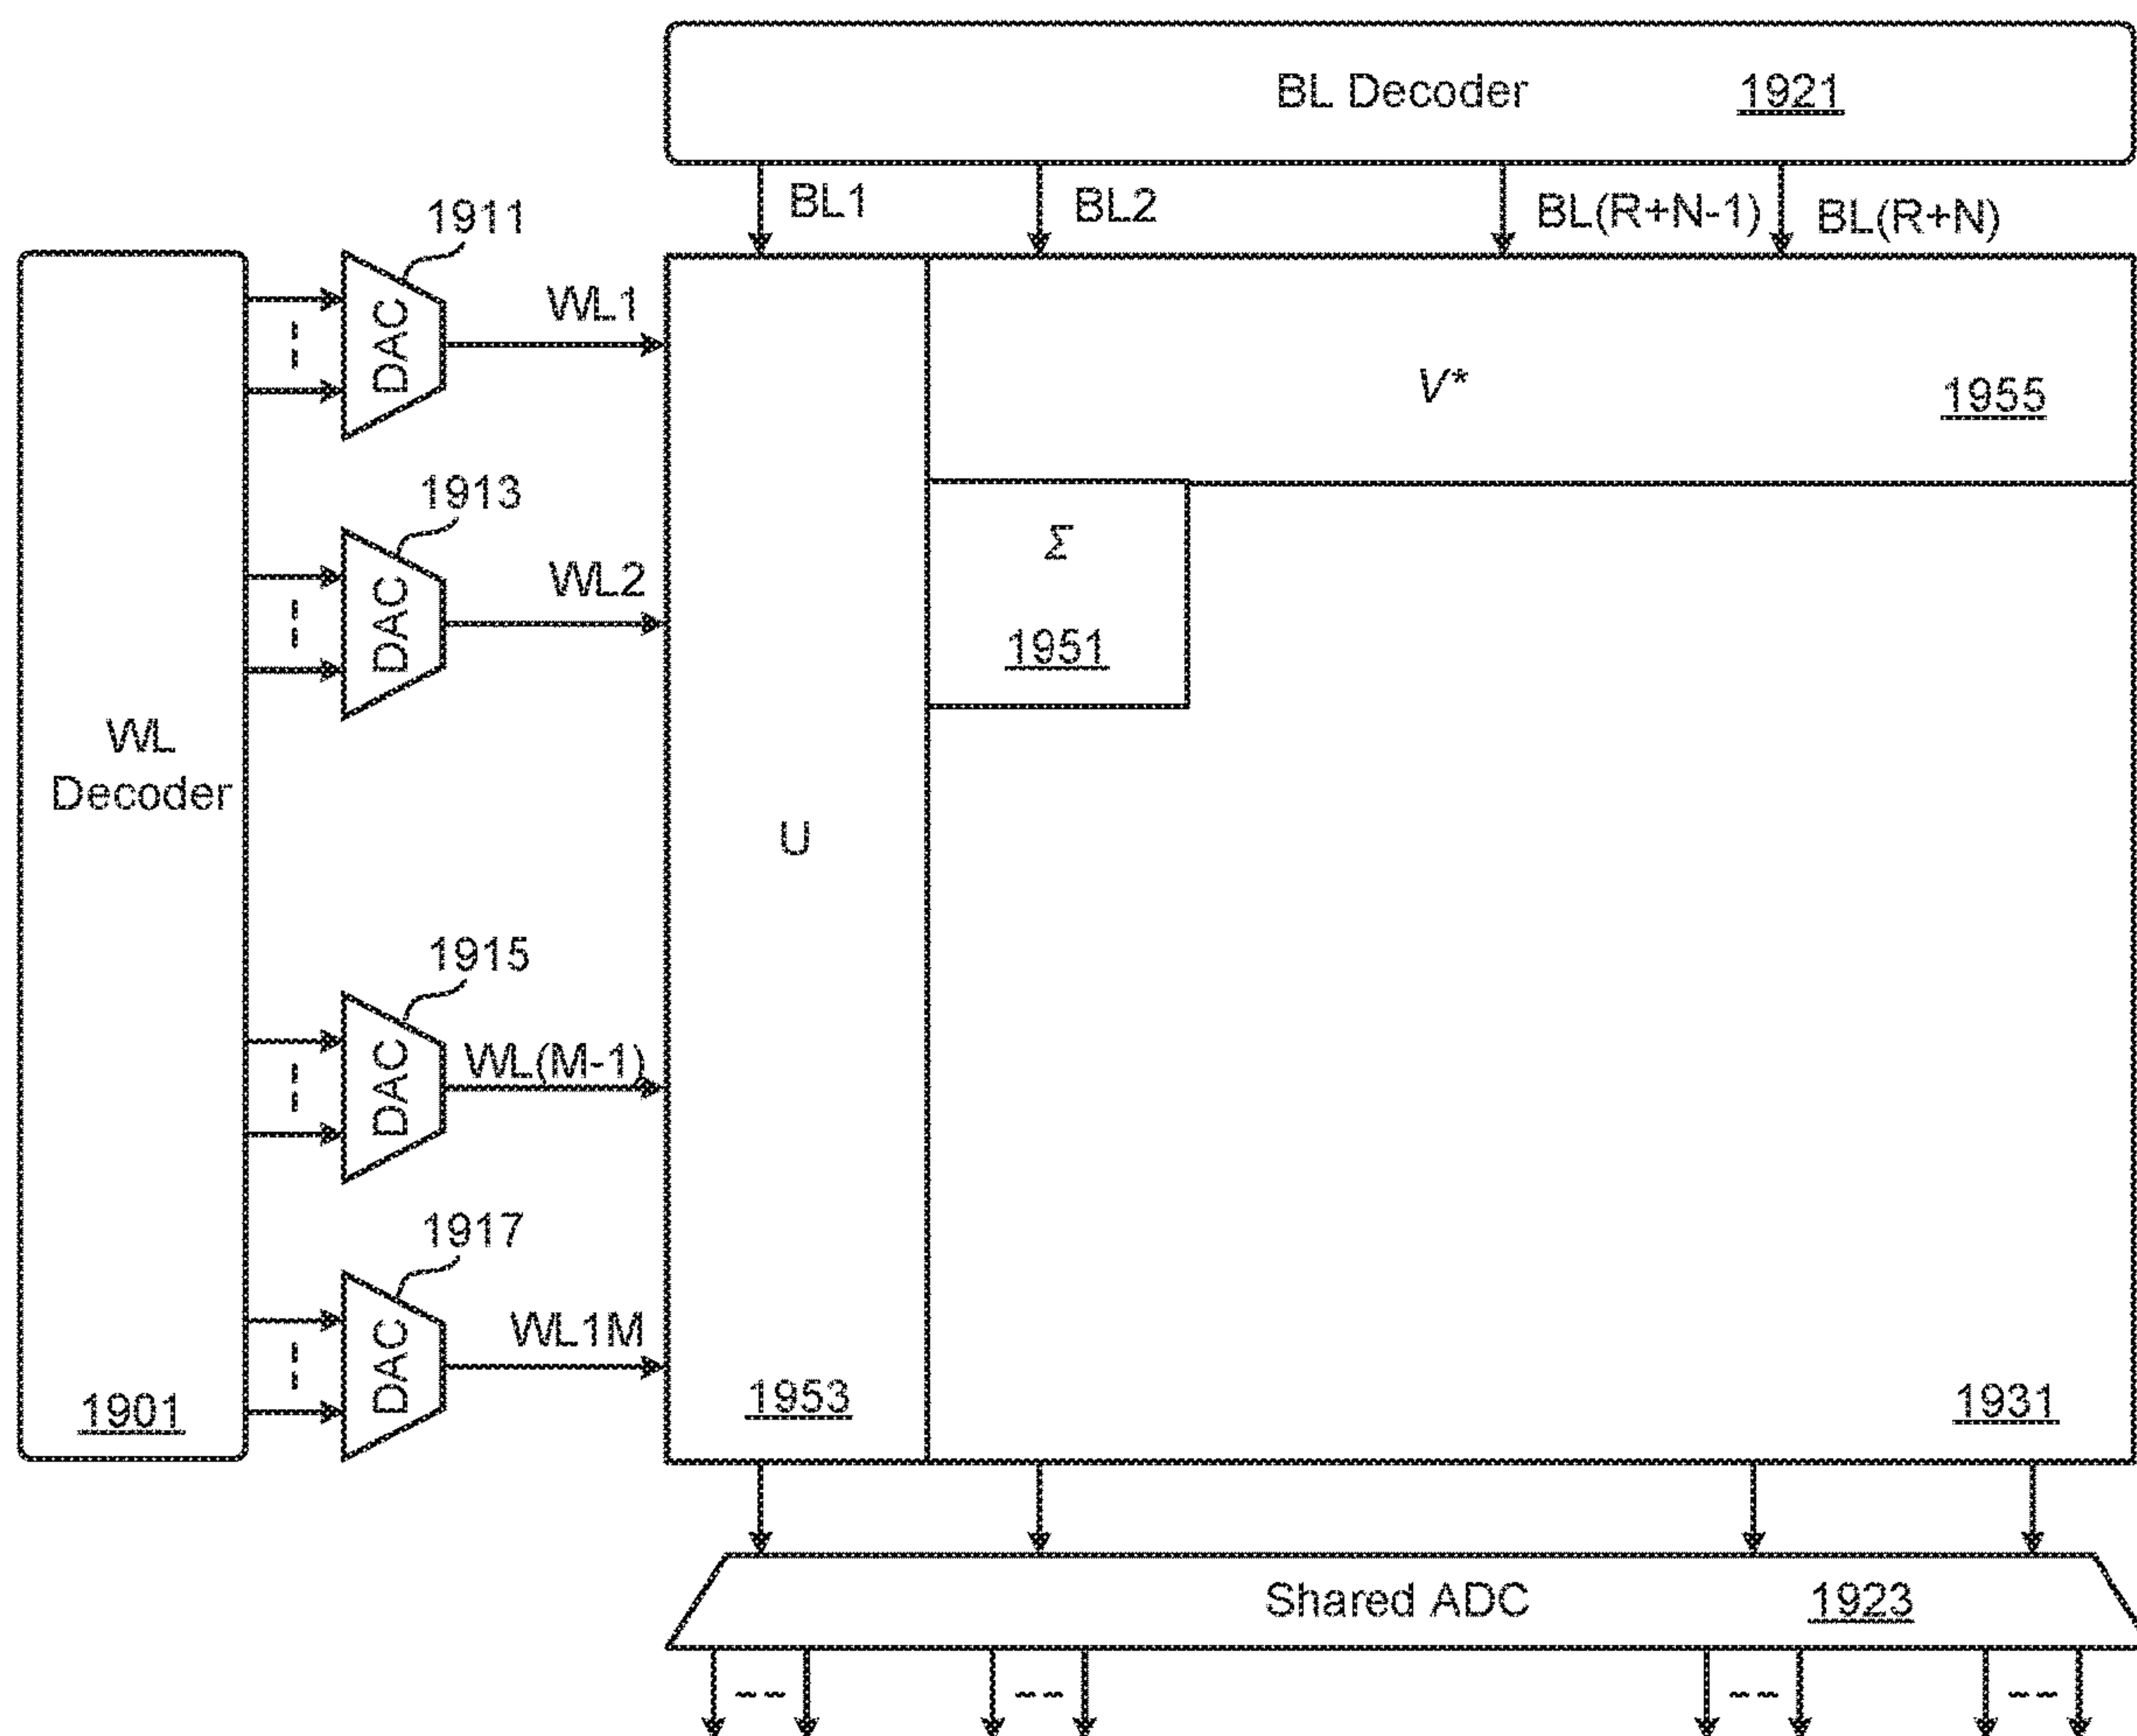 BL Decoder 1921
BL1
BL2
BL(R+N-1)
BL(R+N)
1911
DAC
WL1
V*
1955
1913
DAC
WL2
Σ
1951
WL
Decoder
U
1915
DAC
WL(M-1)
1917
DAC
WL1M
1901
1953
1931
Shared ADC 1923